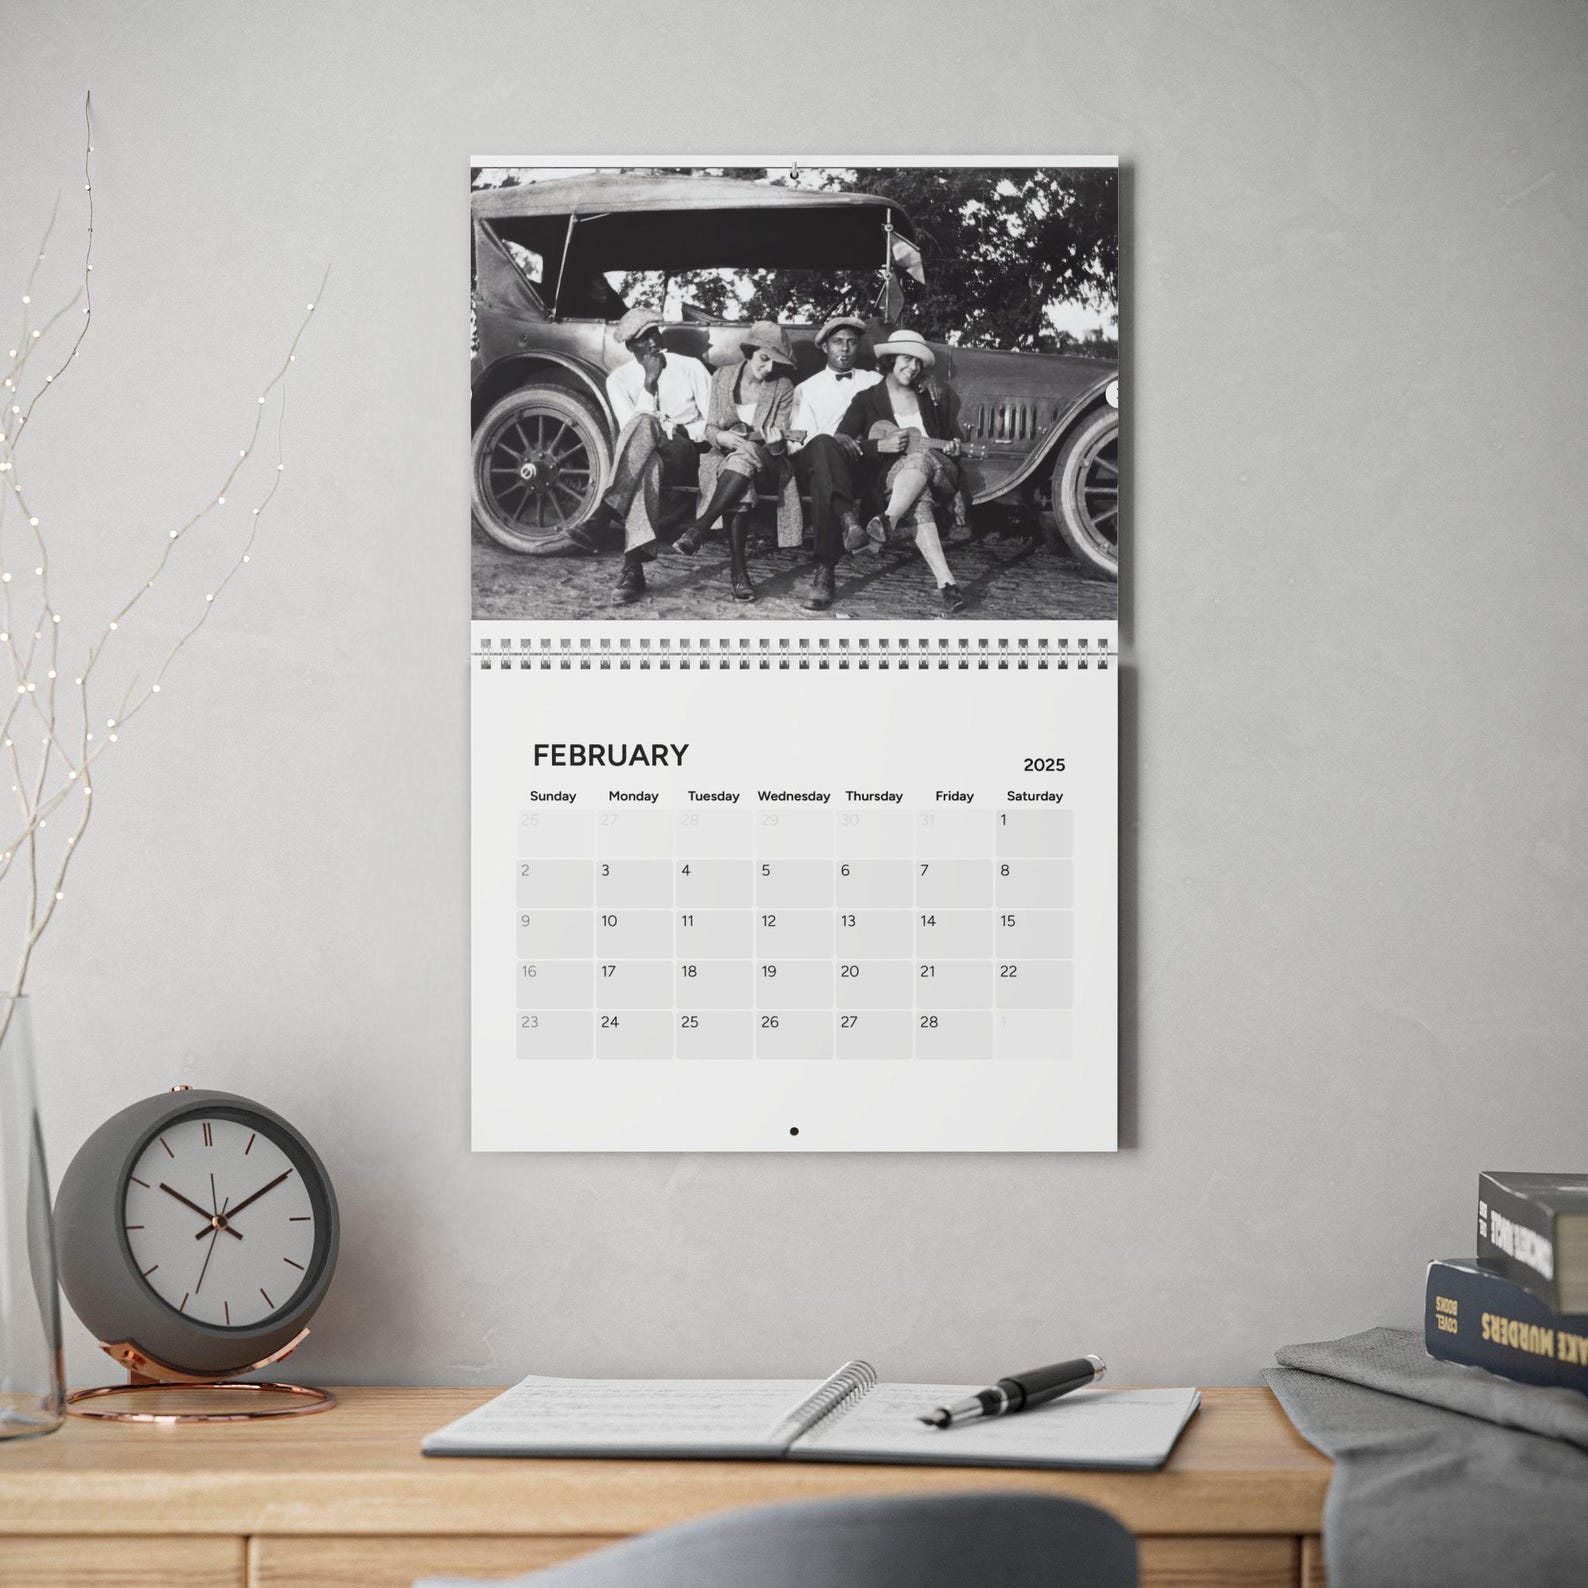 FEBRUARY
2025
Sunday Monday Tuesday Wednesday Thursday Friday Saturday
26 27 28 29 30 31 1
2 3 4 5 6 7 8
9 10 11 12 13 14 15
16 17 18 19 20 21 22
23 24 25 26 27 28 1
COVEL
BOOKS
AKE MURDERS